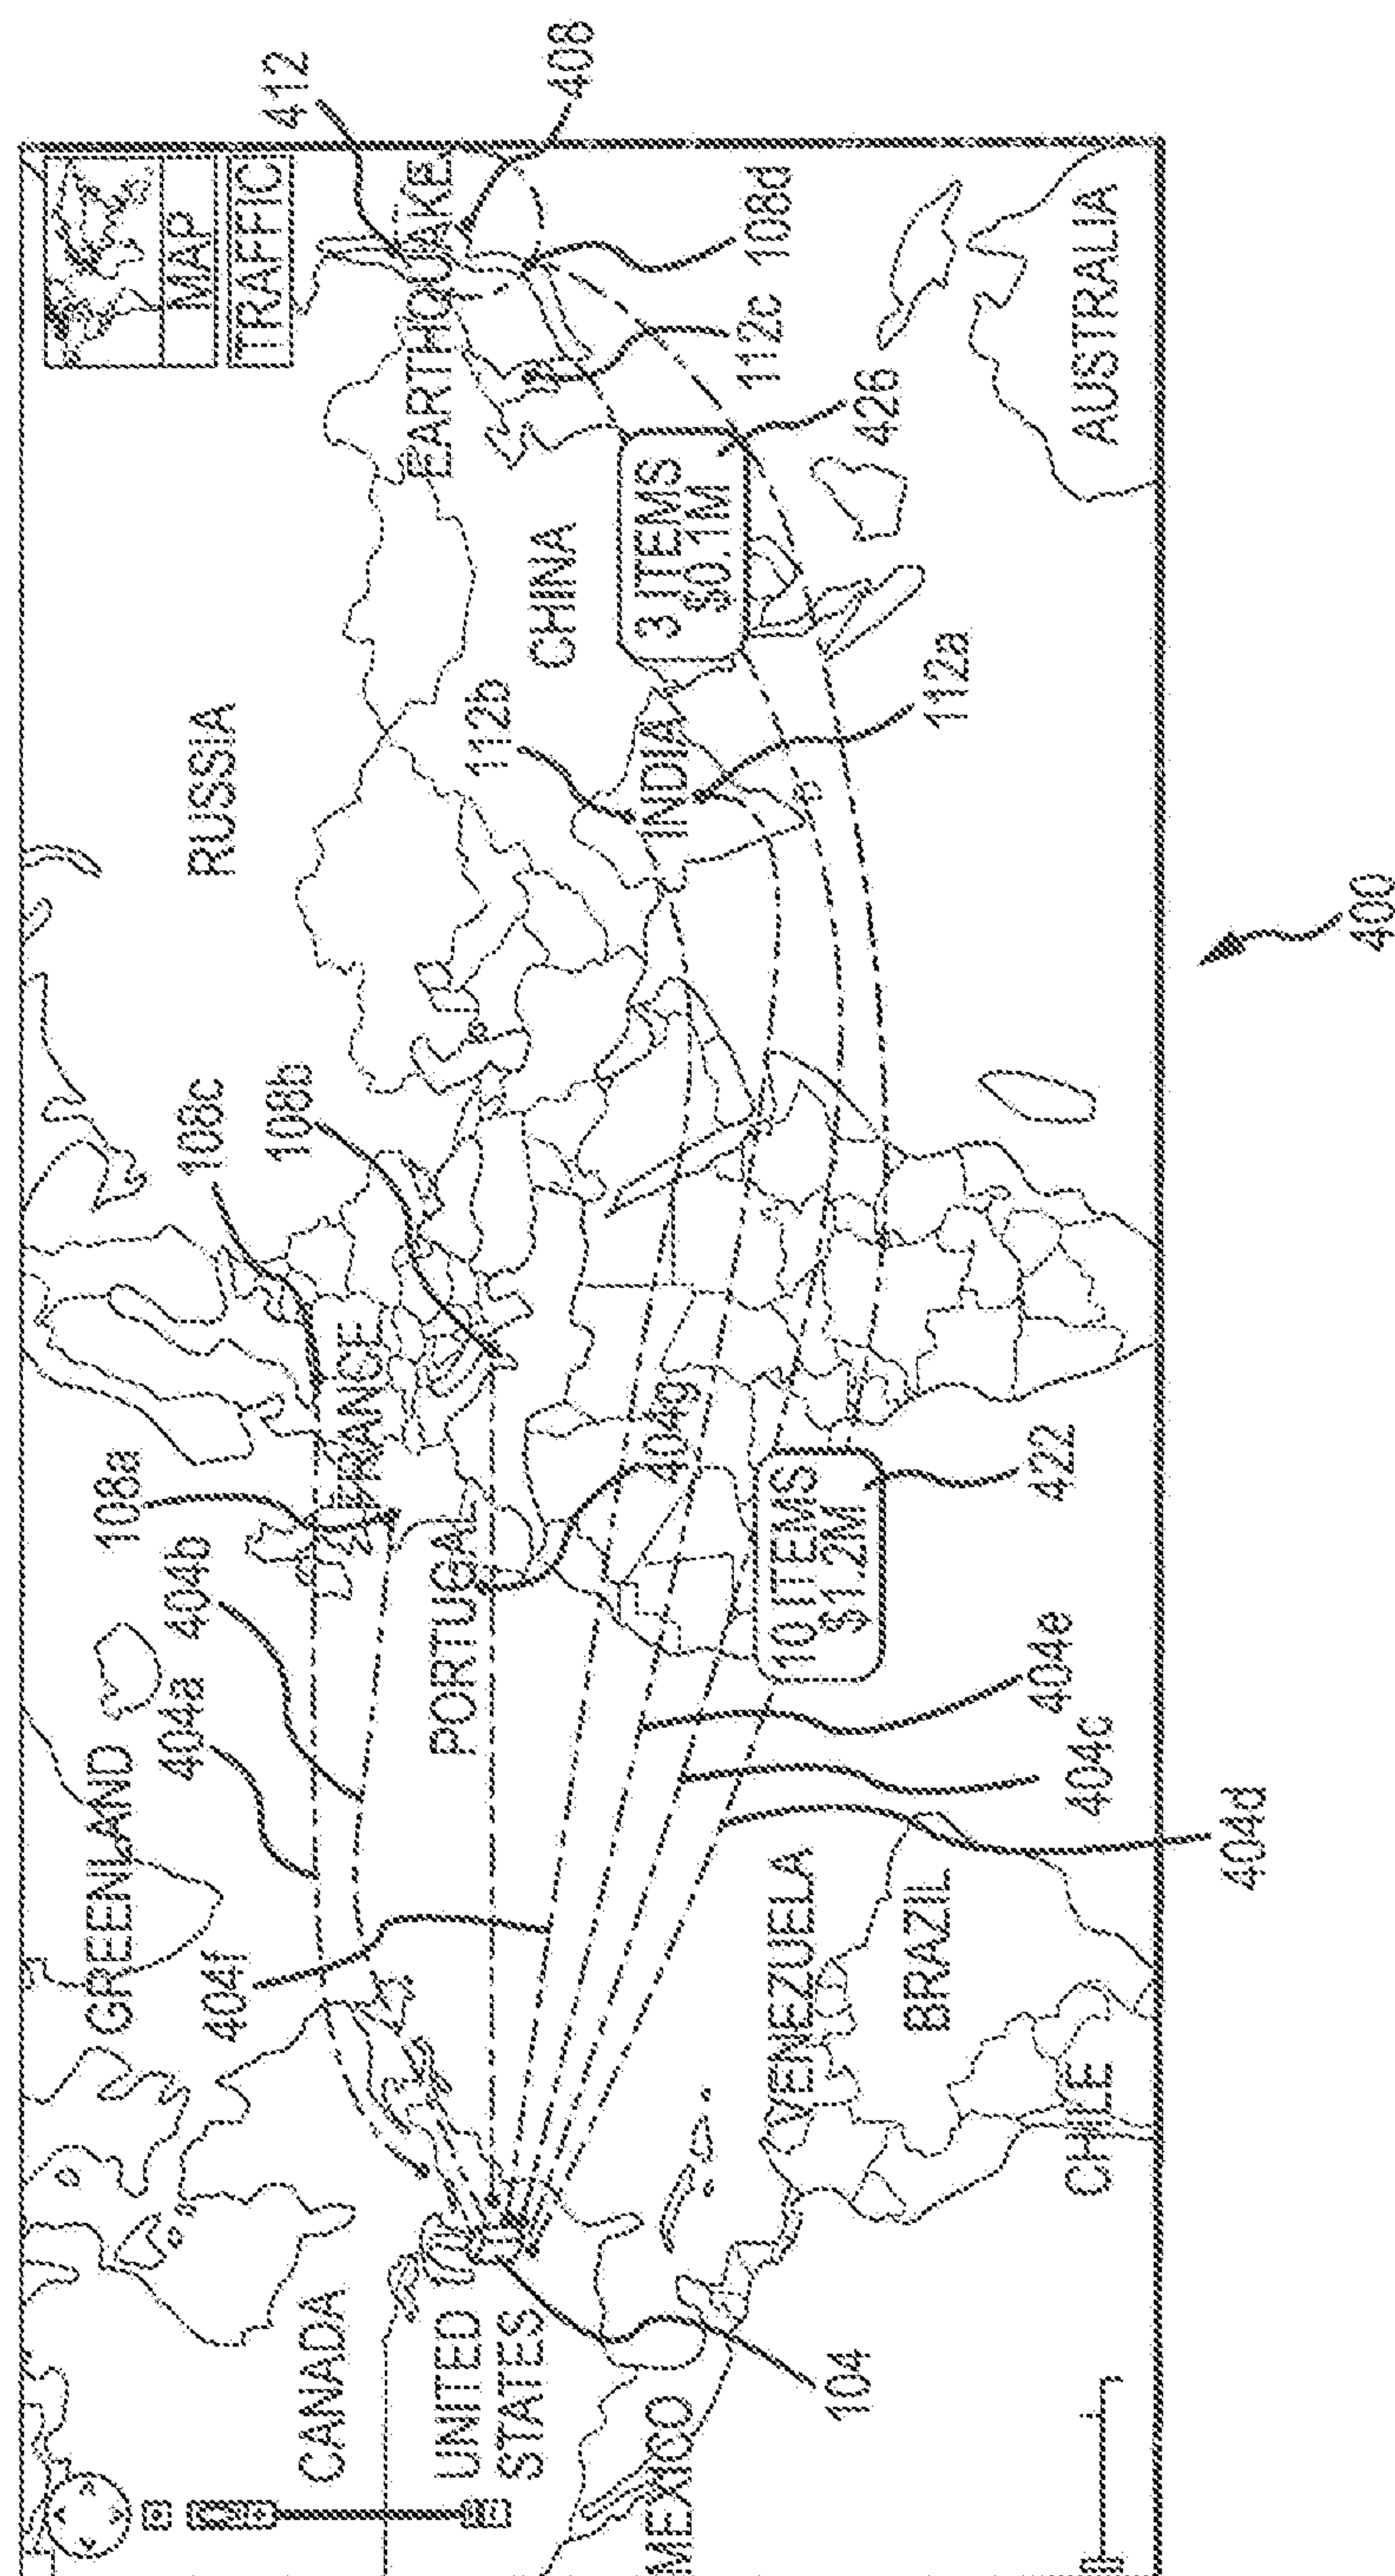 412
408
MAP
TRAFFIC
GREENLAND
RUSSIA
108c
108b
108a
404b
404a
404f
CANADA
UNITED
STATES
MEXICO
104
FRANCE
PORTUGAL
404g
EARTHQUAKE
CHINA
112b
INDIA
112a
3 ITEMS
$0.1M
108d
112c
426
AUSTRALIA
10 ITEMS
$1.2M
422
404e
404c
404d
VENEZUELA
BRAZIL
CHILE
400